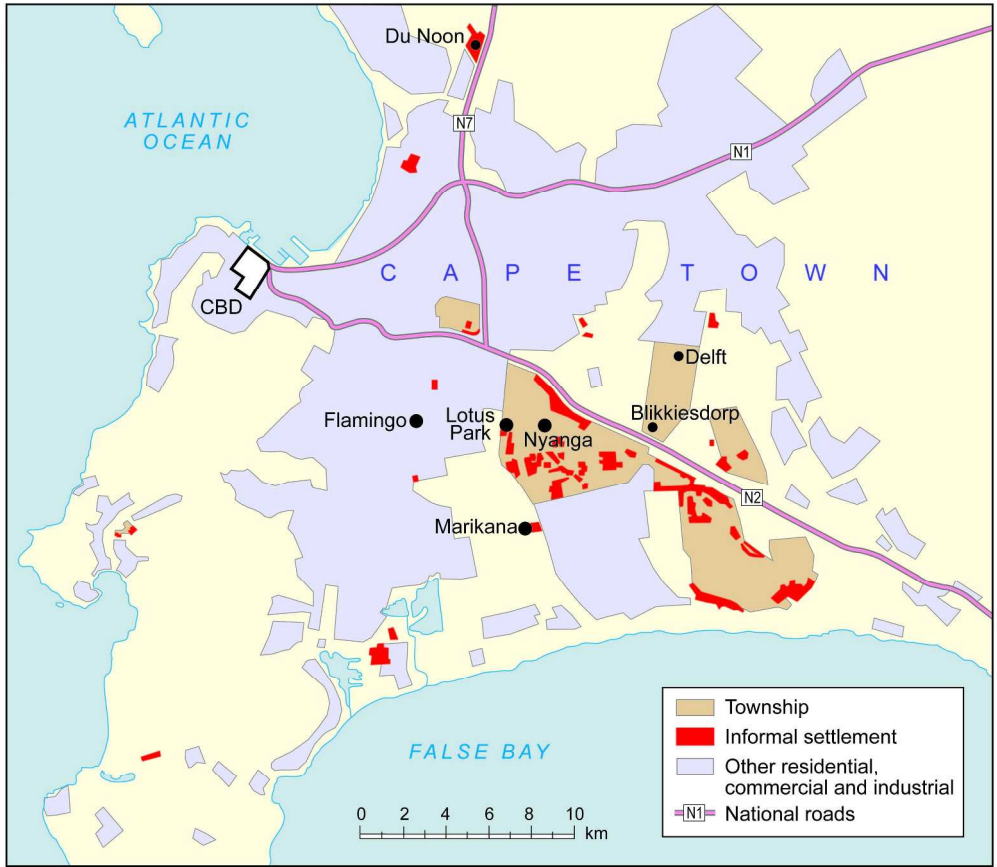 Du Noon
ATLANTIC
OCEAN
N7
N1
C A P E T O W N
CBD
Delft
Flamingo
Lotus
Park
Nyanga
Blikkiesdorp
N2
Marikana
FALSE BAY
0 2 4 6 8 10
km
Township
Informal settlement
Other residential,
commercial and industrial
N1 National roads